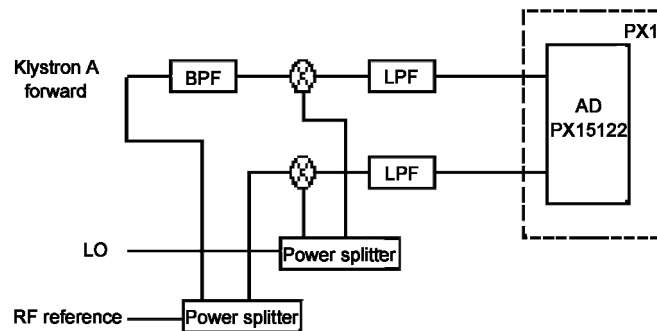 PX1
Klystron A
forward
BPF
LPF
AD
PX15122
LPF
LO
Power splitter
RF reference
Power splitter